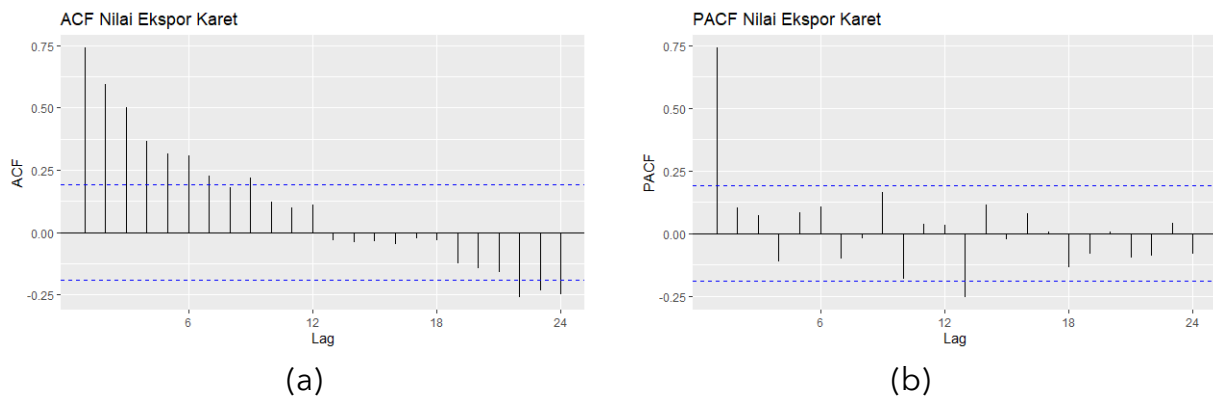 ACF Nilai Ekspor Karet
0.75
0.50
0.25
0.00
-0.25
ACF
6
12
18
24
Lag
(a)
PACF Nilai Ekspor Karet
0.75
0.50
0.25
0.00
-0.25
PACF
6
12
18
24
Lag
(b)